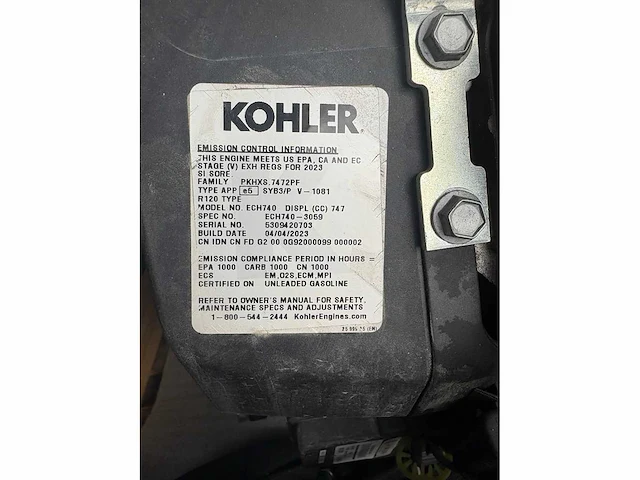 KOHLER
EMISSION CONTROL INFORMATION
THIS ENGINE MEETS US EPA, CA AND EC
STAGE (V) EXH REGS FOR 2023
SI SORE:
FAMILY PKHXS.7472PF
TYPE APP e5 SYB3/P V-1081
R120 TYPE
MODEL NO. ECH740 DISPL (CC) 747
SPEC NO. ECH740-3059
SERIAL NO. 5309420703
BUILD DATE 04/04/2023
CN IDN CN FD G2 00 0G92000099 000002
EMISSION COMPLIANCE PERIOD IN HOURS =
EPA 1000 CARB 1000 CN 1000
ECS EM,O2S,ECM,MPI
CERTIFIED ON UNLEADED GASOLINE
REFER TO OWNER'S MANUAL FOR SAFETY,
MAINTENANCE SPECS AND ADJUSTMENTS
1-800-544-2444 KohlerEngines.com